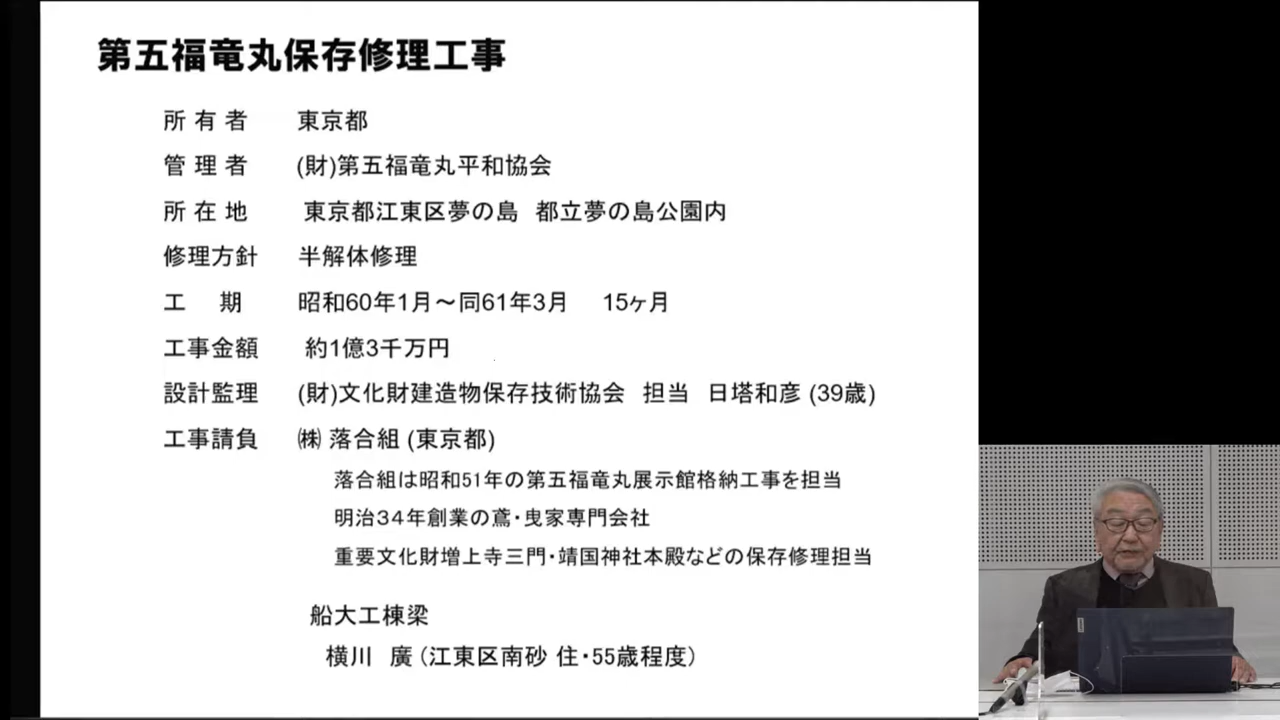 第五福竜丸保存修理工事
所 有 者 東京都
管 理 者 (財)第五福竜丸平和協会
所 在 地 東京都江東区夢の島 都立夢の島公園内
修理方針 半解体修理
工 期 昭和60年1月～同61年3月 15ヶ月
工事金額 約1億3千万円
設計監理 (財)文化財建造物保存技術協会 担当 日塔和彦 (39歳)
工事請負 ㈱ 落合組 (東京都)
落合組は昭和51年の第五福竜丸展示館格納工事を担当
明治３４年創業の鳶・曳家専門会社
重要文化財増上寺三門・靖国神社本殿などの保存修理担当
船大工棟梁
横川 廣 (江東区南砂 住・55歳程度)